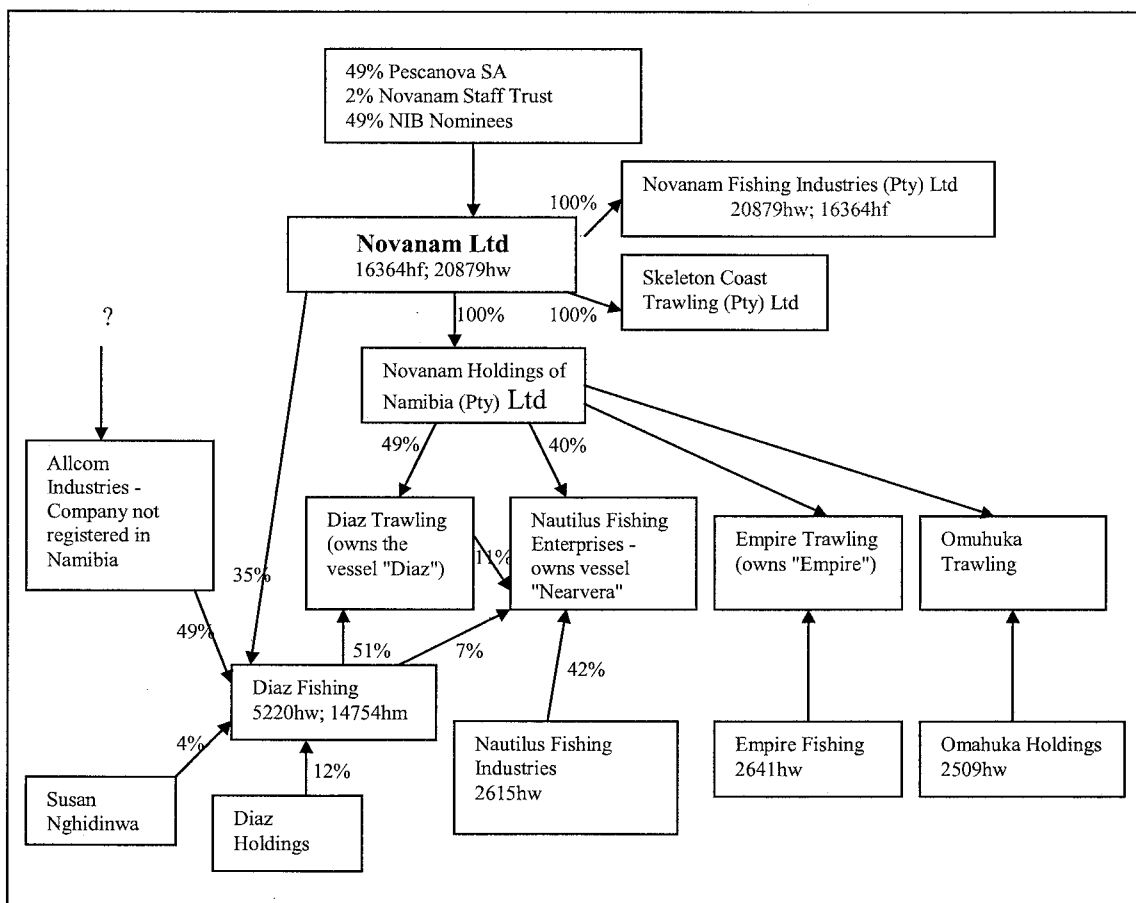 49% Pescanova SA
2% Novanam Staff Trust
49% NIB Nominees
Novanam Fishing Industries (Pty) Ltd
20879hw; 16364hf
100%
Novanam Ltd
16364hf; 20879hw
Skeleton Coast
Trawling (Pty) Ltd
100%
100%
?
Novanam Holdings of
Namibia (Pty) Ltd
49%
40%
Allcom
Industries -
Company not
registered in
Namibia
35%
Diaz Trawling
(owns the
vessel "Diaz")
11%
Nautilus Fishing
Enterprises -
owns vessel
"Nearvera"
Empire Trawling
(owns "Empire")
Omuhuka
Trawling
49%
51%
7%
42%
Diaz Fishing
5220hw; 14754hm
4%
12%
Susan
Nghidinwa
Diaz
Holdings
Nautilus Fishing
Industries
2615hw
Empire Fishing
2641hw
Omahuka Holdings
2509hw